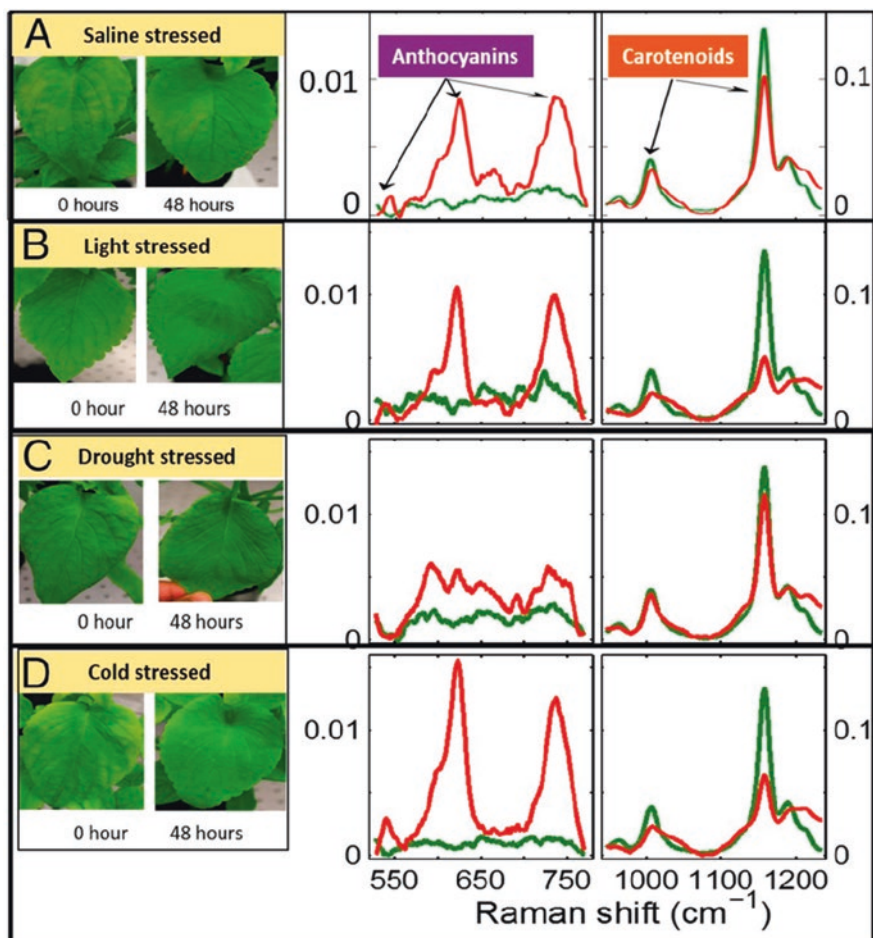 A
Saline stressed
0 hours 48 hours
Anthocyanins
Carotenoids
0.01
0
0.1
0
B
Light stressed
0 hour 48 hours
0.01
0
0.1
0
C
Drought stressed
0 hour 48 hours
0.01
0
0.1
0
D
Cold stressed
0 hour 48 hours
0.01
0
0.1
0
550 650 750 1000 1100 1200
Raman shift (cm⁻¹)